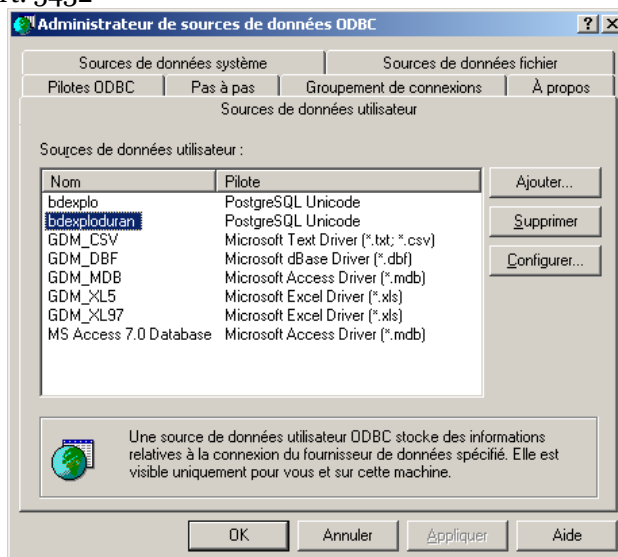 rt. 5432
Administrateur de sources de données ODBC
Sources de données système Sources de données fichier
Pilotes ODBC Pas à pas Groupement de connexions À propos
Sources de données utilisateur
Sources de données utilisateur :
Nom Pilote
bdexplo PostgreSQL Unicode
bdexploduran PostgreSQL Unicode
GDM_CSV Microsoft Text Driver (*.txt; *.csv)
GDM_DBF Microsoft dBase Driver (*.dbf)
GDM_MDB Microsoft Access Driver (*.mdb)
GDM_XL5 Microsoft Excel Driver (*.xls)
GDM_XL97 Microsoft Excel Driver (*.xls)
MS Access 7.0 Database Microsoft Access Driver (*.mdb)
Ajouter...
Supprimer
Configurer...
Une source de données utilisateur ODBC stocke des informations
relatives à la connexion du fournisseur de données spécifié. Elle est
visible uniquement pour vous et sur cette machine.
OK Annuler Appliquer Aide